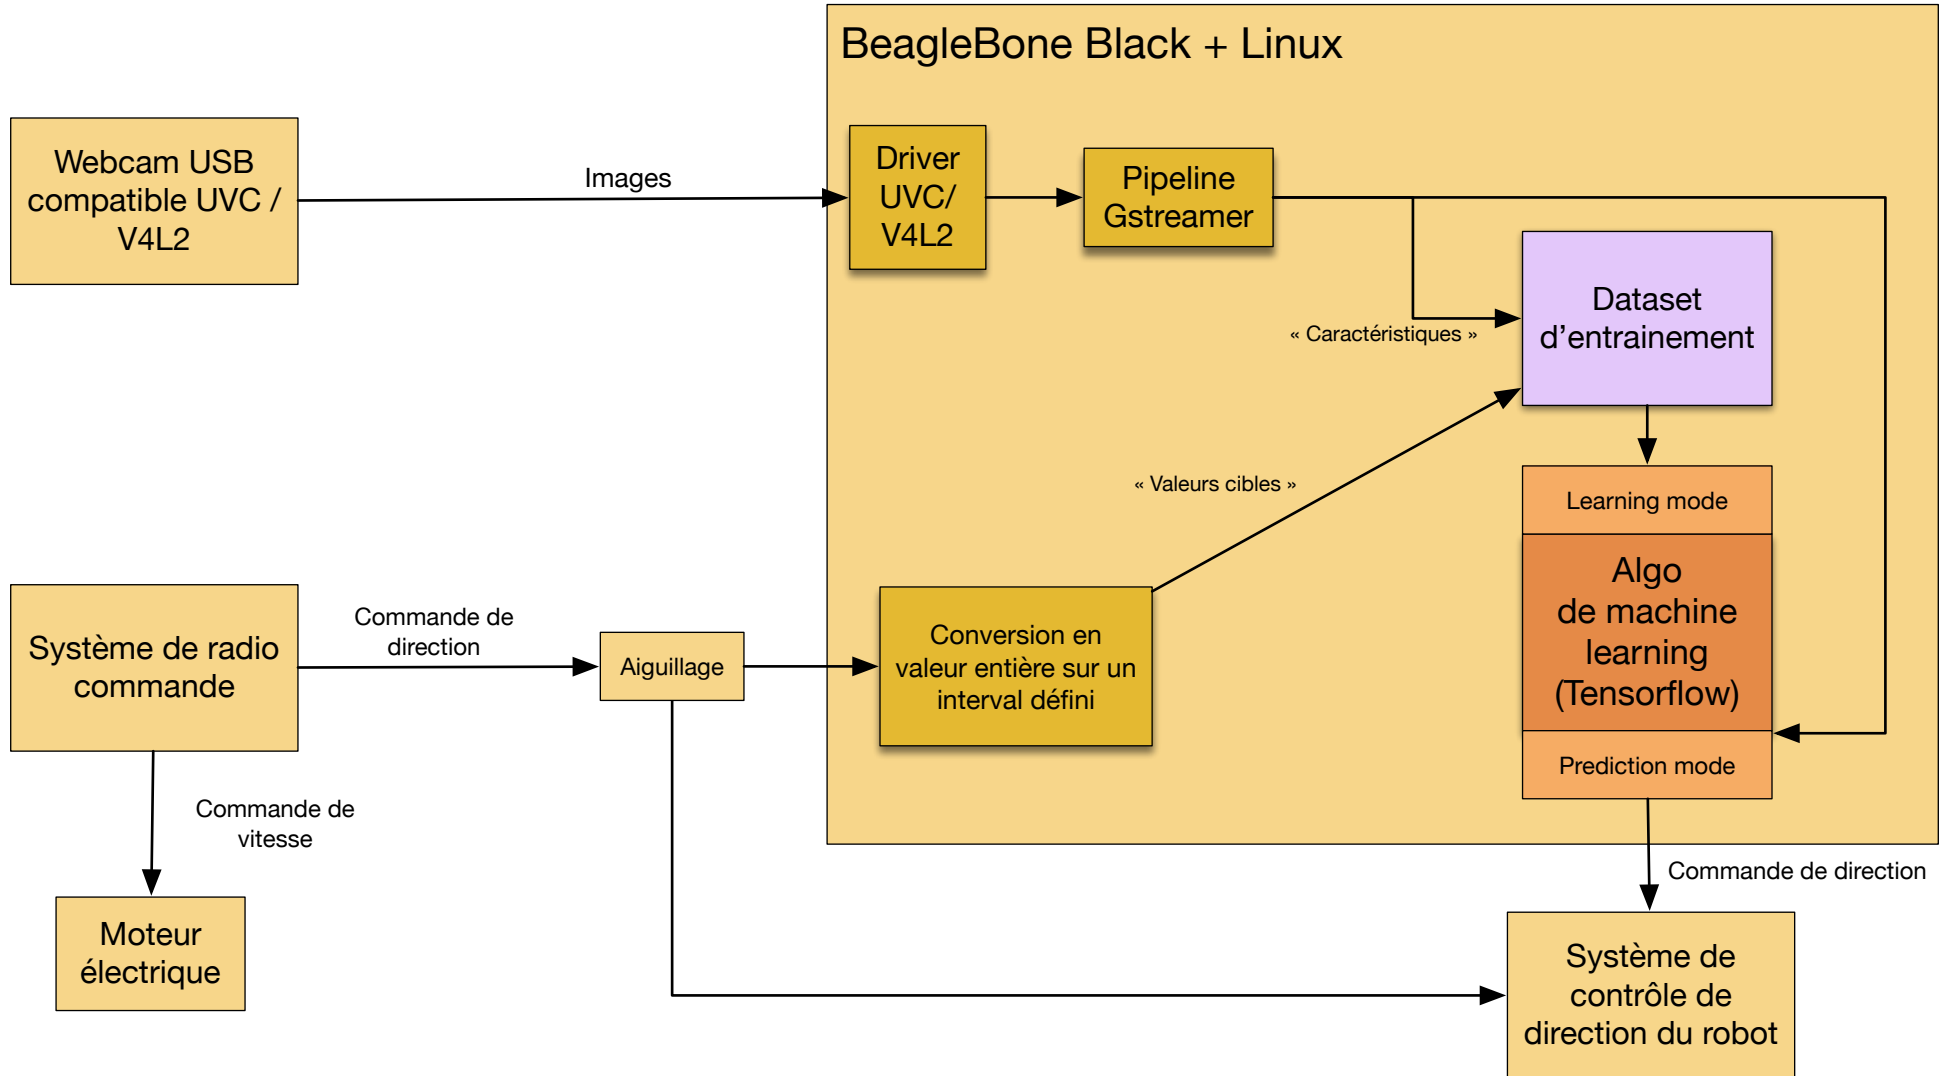 BeagleBone Black + Linux
Webcam USB
compatible UVC /
V4L2
Images
Driver
UVC/
V4L2
Pipeline
Gstreamer
Dataset
d’entrainement
« Caractéristiques »
« Valeurs cibles »
Learning mode
Algo
de machine
learning
(Tensorflow)
Prediction mode
Système de radio
commande
Commande de
direction
Aiguillage
Conversion en
valeur entière sur un
interval défini
Commande de
vitesse
Moteur
électrique
Commande de direction
Système de
contrôle de
direction du robot